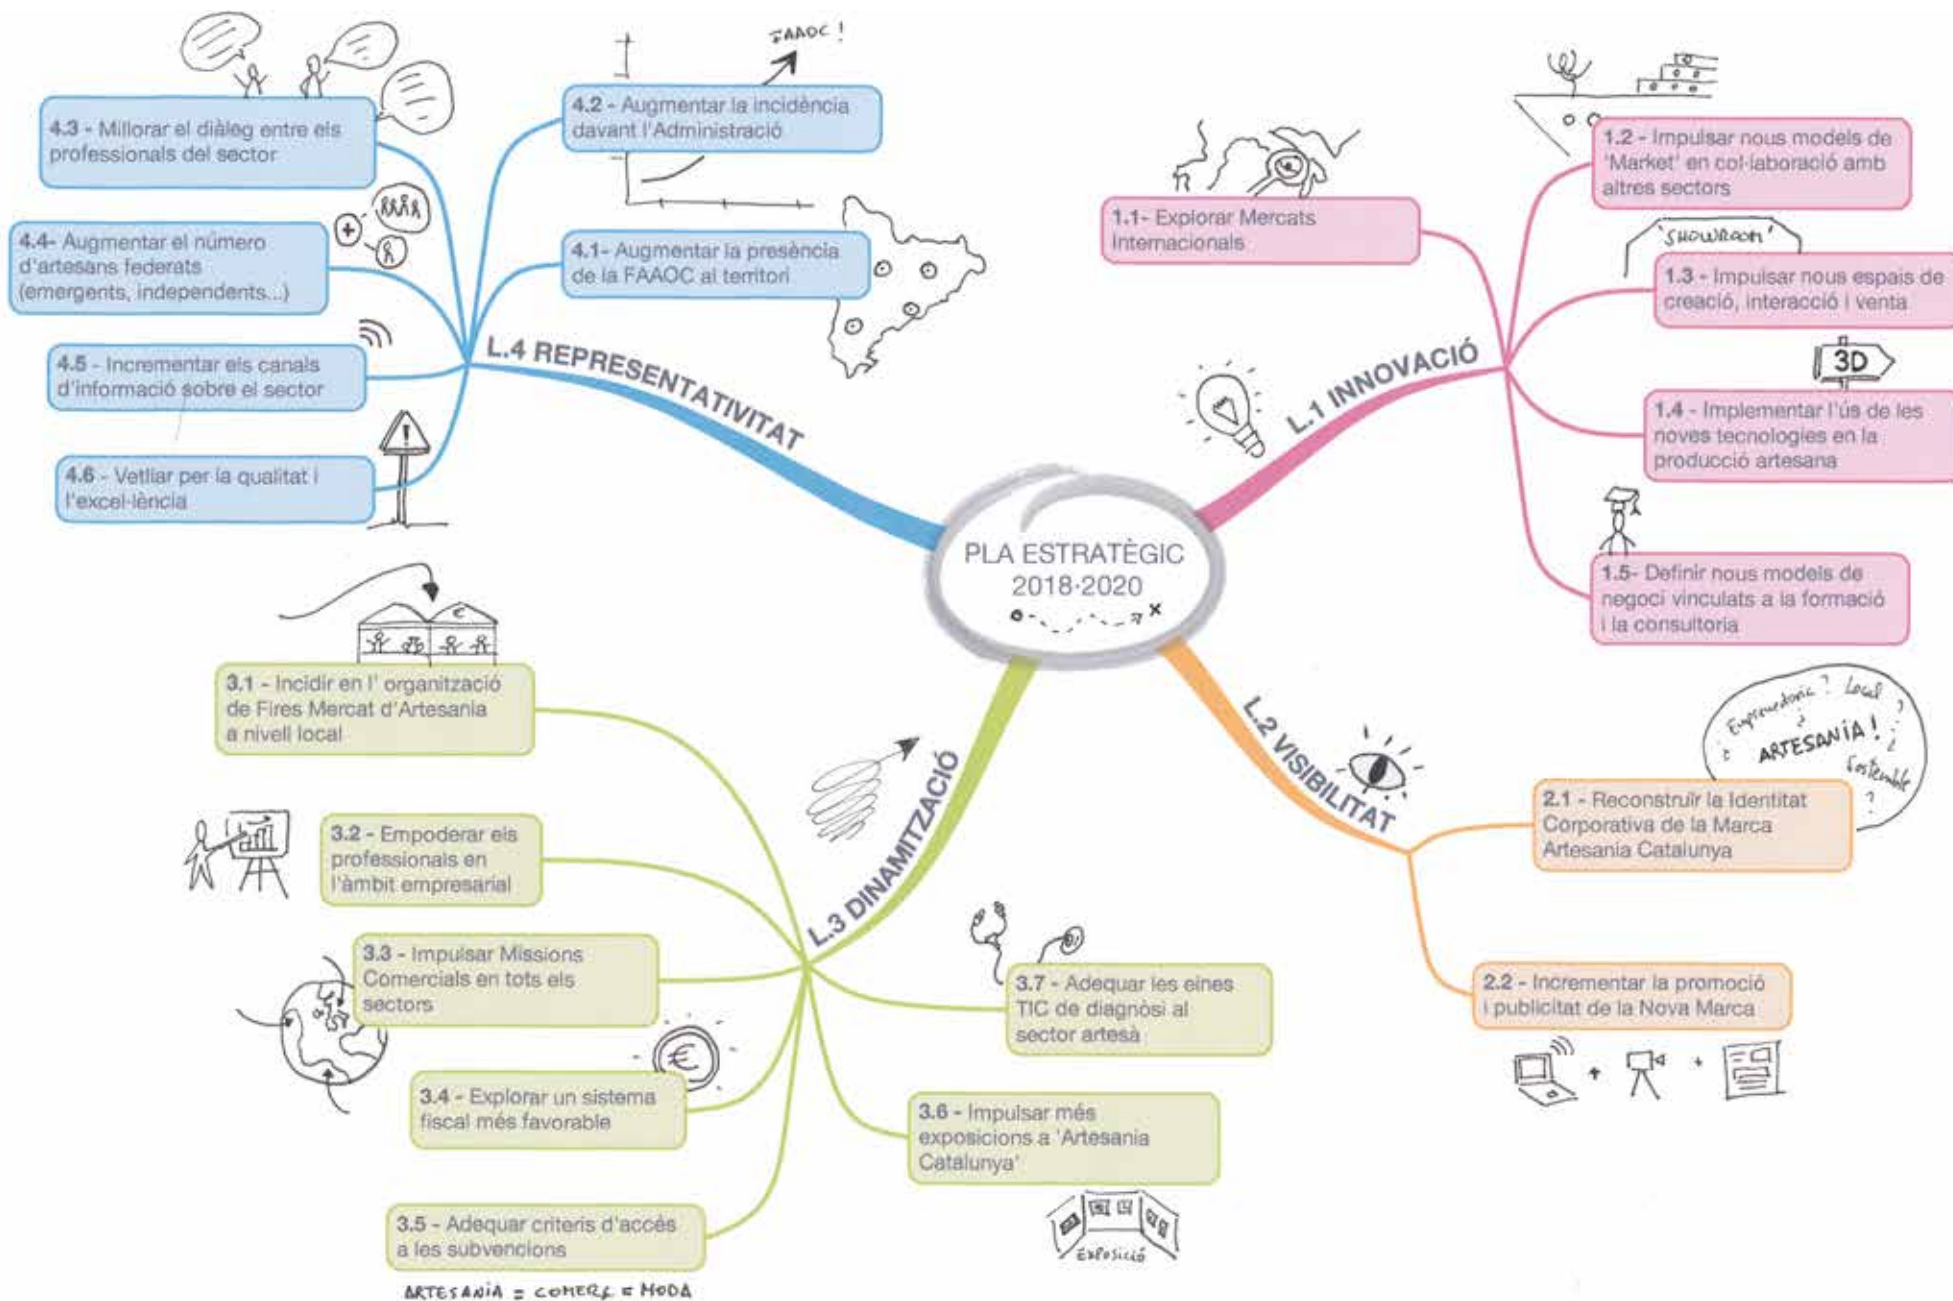 PLA ESTRATÈGIC
2018·2020
L.1 INNOVACIÓ
1.1- Explorar Mercats
Internacionals
1.2 - Impulsar nous models de
'Market' en col·laboració amb
altres sectors
'SHOWROOM'
1.3 - Impulsar nous espais de
creació, interacció i venta
3D
1.4 - Implementar l'ús de les
noves tecnologies en la
producció artesana
1.5- Definir nous models de
negoci vinculats a la formació
i la consultoria
L.2 VISIBILITAT
? Local
ARTESANIA!
Sostenible
2.1 - Reconstruïr la Identitat
Corporativa de la Marca
Artesania Catalunya
2.2 - Incrementar la promoció
i publicitat de la Nova Marca
L.3 DINAMITZACIÓ
€
3.1 - Incidir en l' organització
de Fires Mercat d'Artesania
a nivell local
3.2 - Empoderar els
professionals en
l'àmbit empresarial
3.3 - Impulsar Missions
Comercials en tots els
sectors
€
3.4 - Explorar un sistema
fiscal més favorable
3.5 - Adequar criteris d'accés
a les subvencions
ARTESANIA = COMERÇ = MODA
3.6 - Impulsar més
exposicions a 'Artesania
Catalunya'
EXPOSICIÓ
3.7 - Adequar les eines
TIC de diagnòsi al
sector artesà
L.4 REPRESENTATIVITAT
4.1- Augmentar la presència
de la FAAOC al territori
FAAOC !
4.2 - Augmentar la incidència
davant l'Administració
4.3 - Millorar el diàleg entre els
professionals del sector
4.4- Augmentar el número
d'artesans federats
(emergents, independents...)
4.5 - Incrementar els canals
d'informació sobre el sector
4.6 - Vetllar per la qualitat i
l'excel·lència